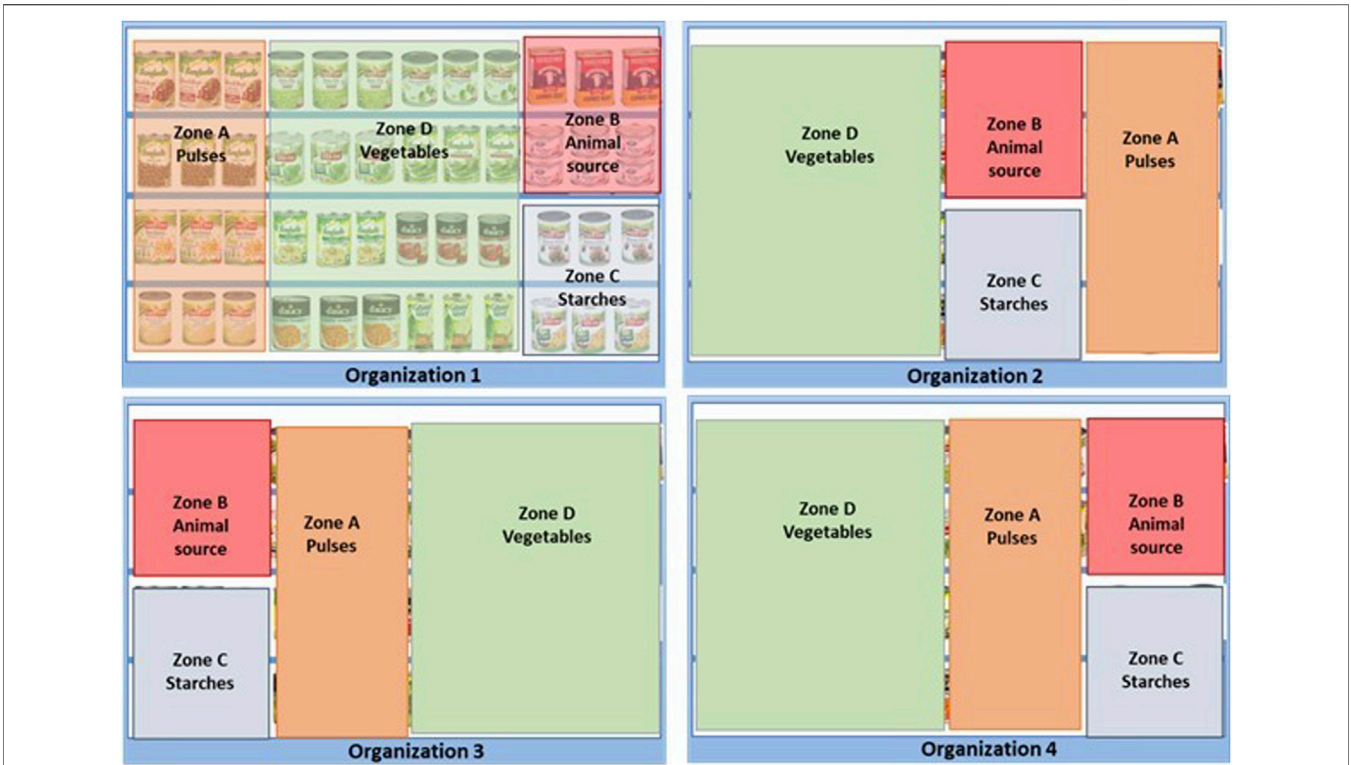 Zone A
Pulses
Zone D
Vegetables
Zone B
Animal
source
Zone C
Starches
Organization 1
Zone D
Vegetables
Zone B
Animal
source
Zone A
Pulses
Zone C
Starches
Organization 2
Zone B
Animal
source
Zone A
Pulses
Zone D
Vegetables
Zone C
Starches
Organization 3
Zone D
Vegetables
Zone A
Pulses
Zone B
Animal
source
Zone C
Starches
Organization 4